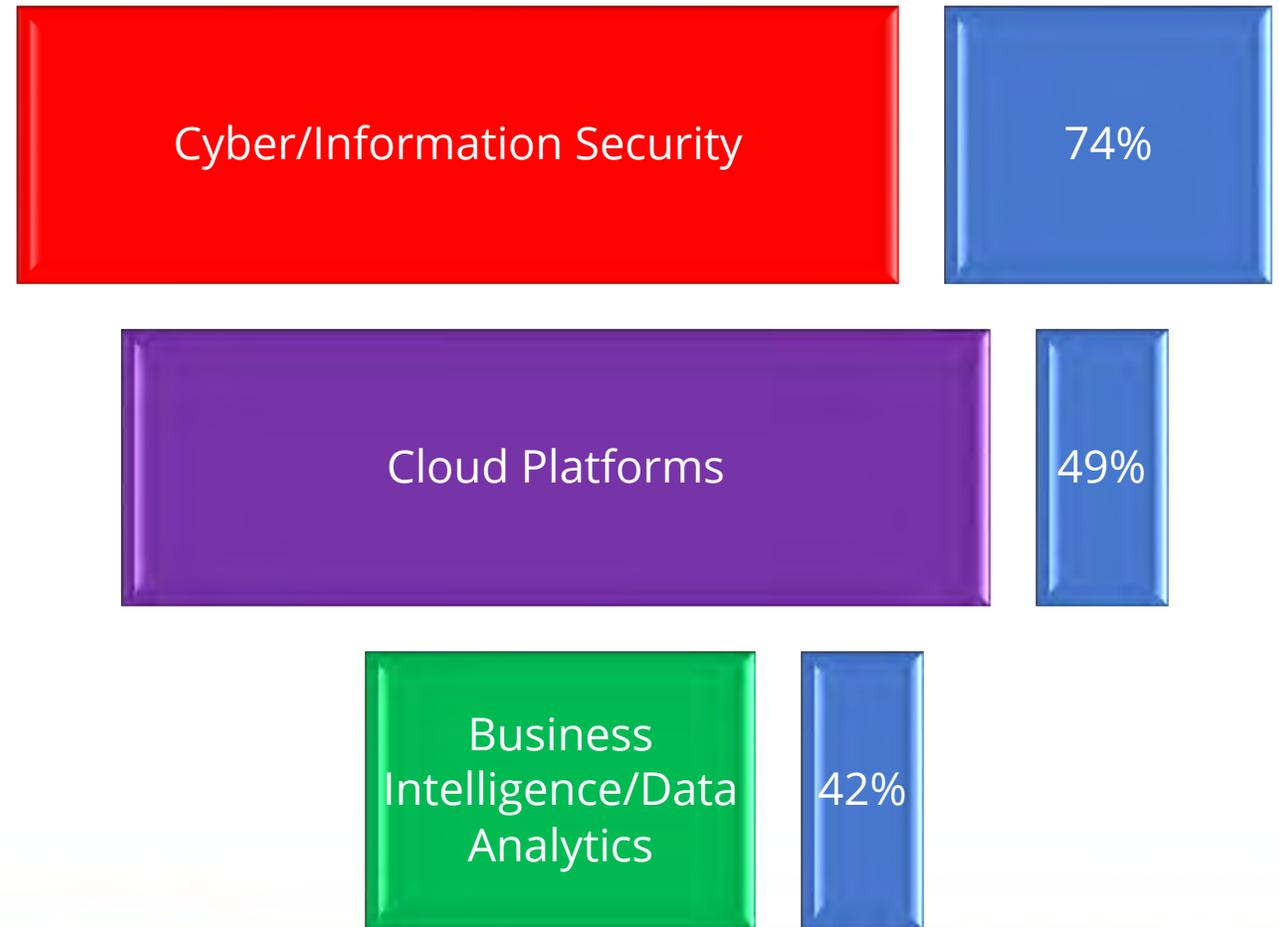 Cyber/Information Security
74%
Cloud Platforms
49%
Business
Intelligence/Data
Analytics
42%